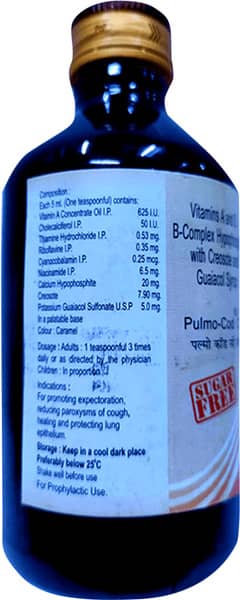 Composition :
Each 5 ml. (One teaspoonful) contains:
Vitamin A Concentrate Oil I.P. 625 I.U.
Cholecalciferol I.P. 50 I.U.
Thiamine Hydrochloride I.P. 0.53 mg.
Riboflavine I.P. 0.35 mg.
Cyanocobalamin I.P. 0.25 mcg.
Niacinamide I.P. 6.5 mg.
Calcium Hypophosphite 20 mg.
Creosote 7.90 mg.
Potassium Guaiacol Sulfonate U.S.P 5.0 mg.
In a palatable base
Colour : Caramel
Dosage : Adults : 1 teaspoonful 3 times
daily or as directed by the physician
Children : In proportion
Indications :
For promoting expectoration,
reducing paroxysms of cough,
healing and protecting lung
epithelium.
Storage : Keep in a cool dark place
Preferably below 25°C
Shake well before use
For Prophylactic Use.
Vitamins A and
B-Complex Hypophosp
with Creosote an
Guaiacol Syru
Pulmo-Cod
पल्मो कॉड
SUGAR
FREE